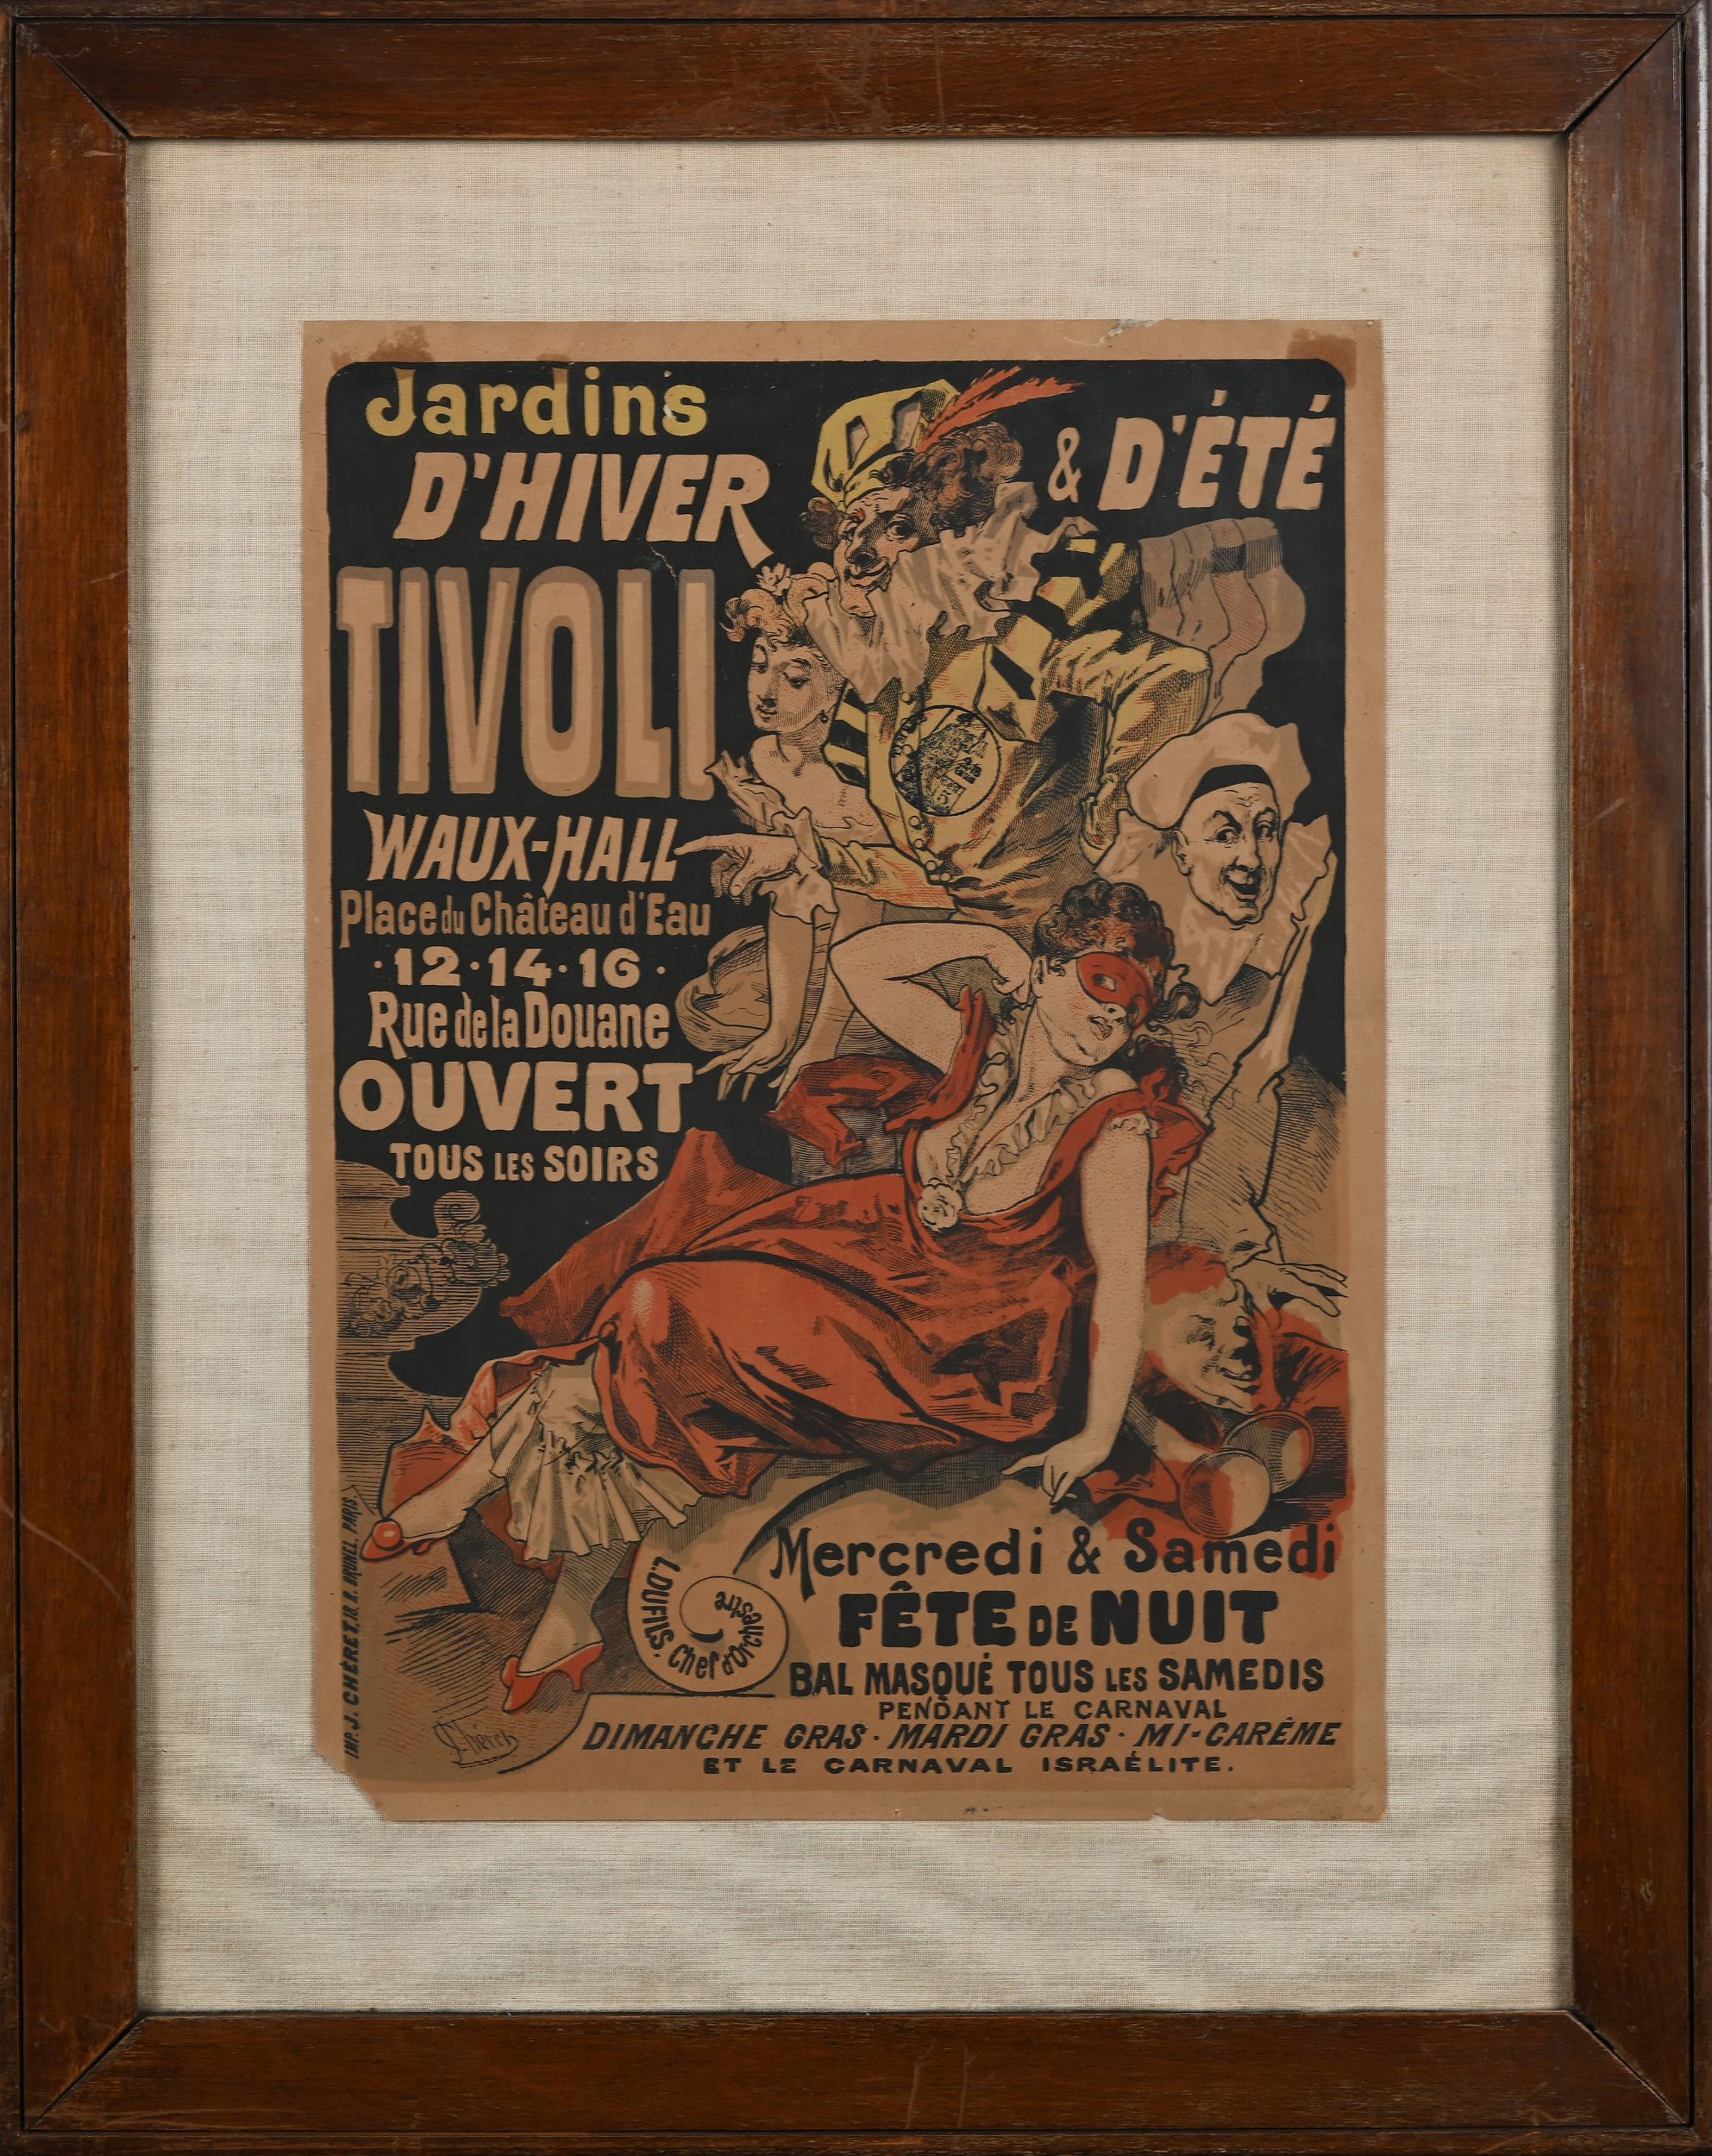 Jardins
D'HIVER
& D'ÉTÉ
TIVOLI
WAUX-HALL
Place du Château d'Eau
·12·14·16·
Rue de la Douane
OUVERT
TOUS LES SOIRS
Mercredi & Samedi
FÊTE DE NUIT
BAL MASQUÉ TOUS LES SAMEDIS
PENDANT LE CARNAVAL
DIMANCHE GRAS · MARDI GRAS · MI-CARÊME
ET LE CARNAVAL ISRAÉLITE.
L. DUFILS. Chef d'Orchestre
JChéret
IMP. J. CHÉRET, 18, R. BRUNEL. PARIS.